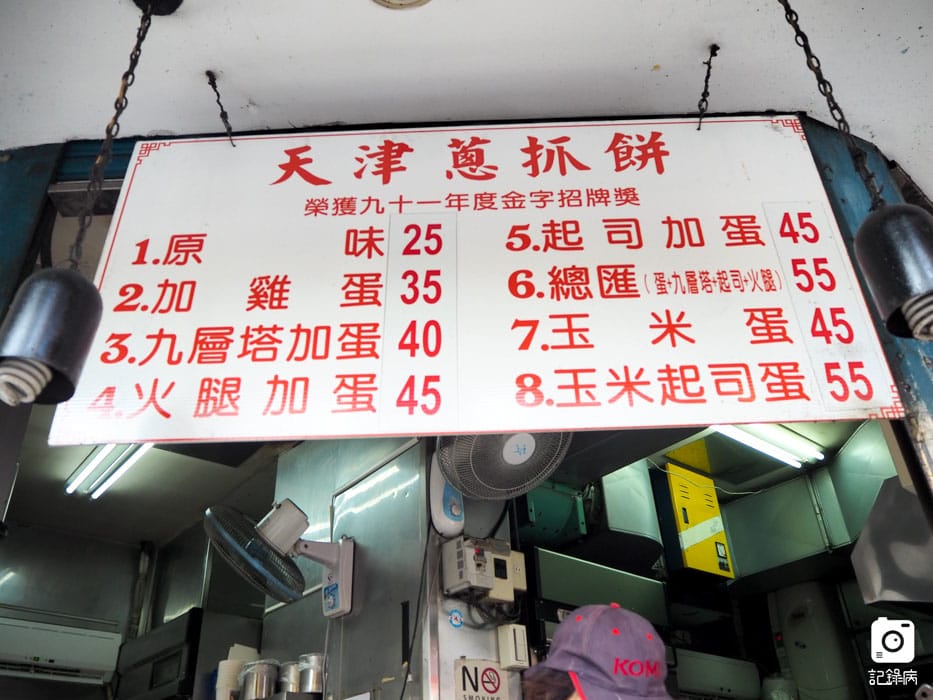 天津蔥抓餅
榮獲九十一年度金字招牌獎
1.原味 25
2.加雞蛋 35
3.九層塔加蛋 40
4.火腿加蛋 45
5.起司加蛋 45
6.總匯(蛋+九層塔+起司+火腿) 55
7.玉米蛋 45
8.玉米起司蛋 55
KOM
NO
SMOKING
記錄病